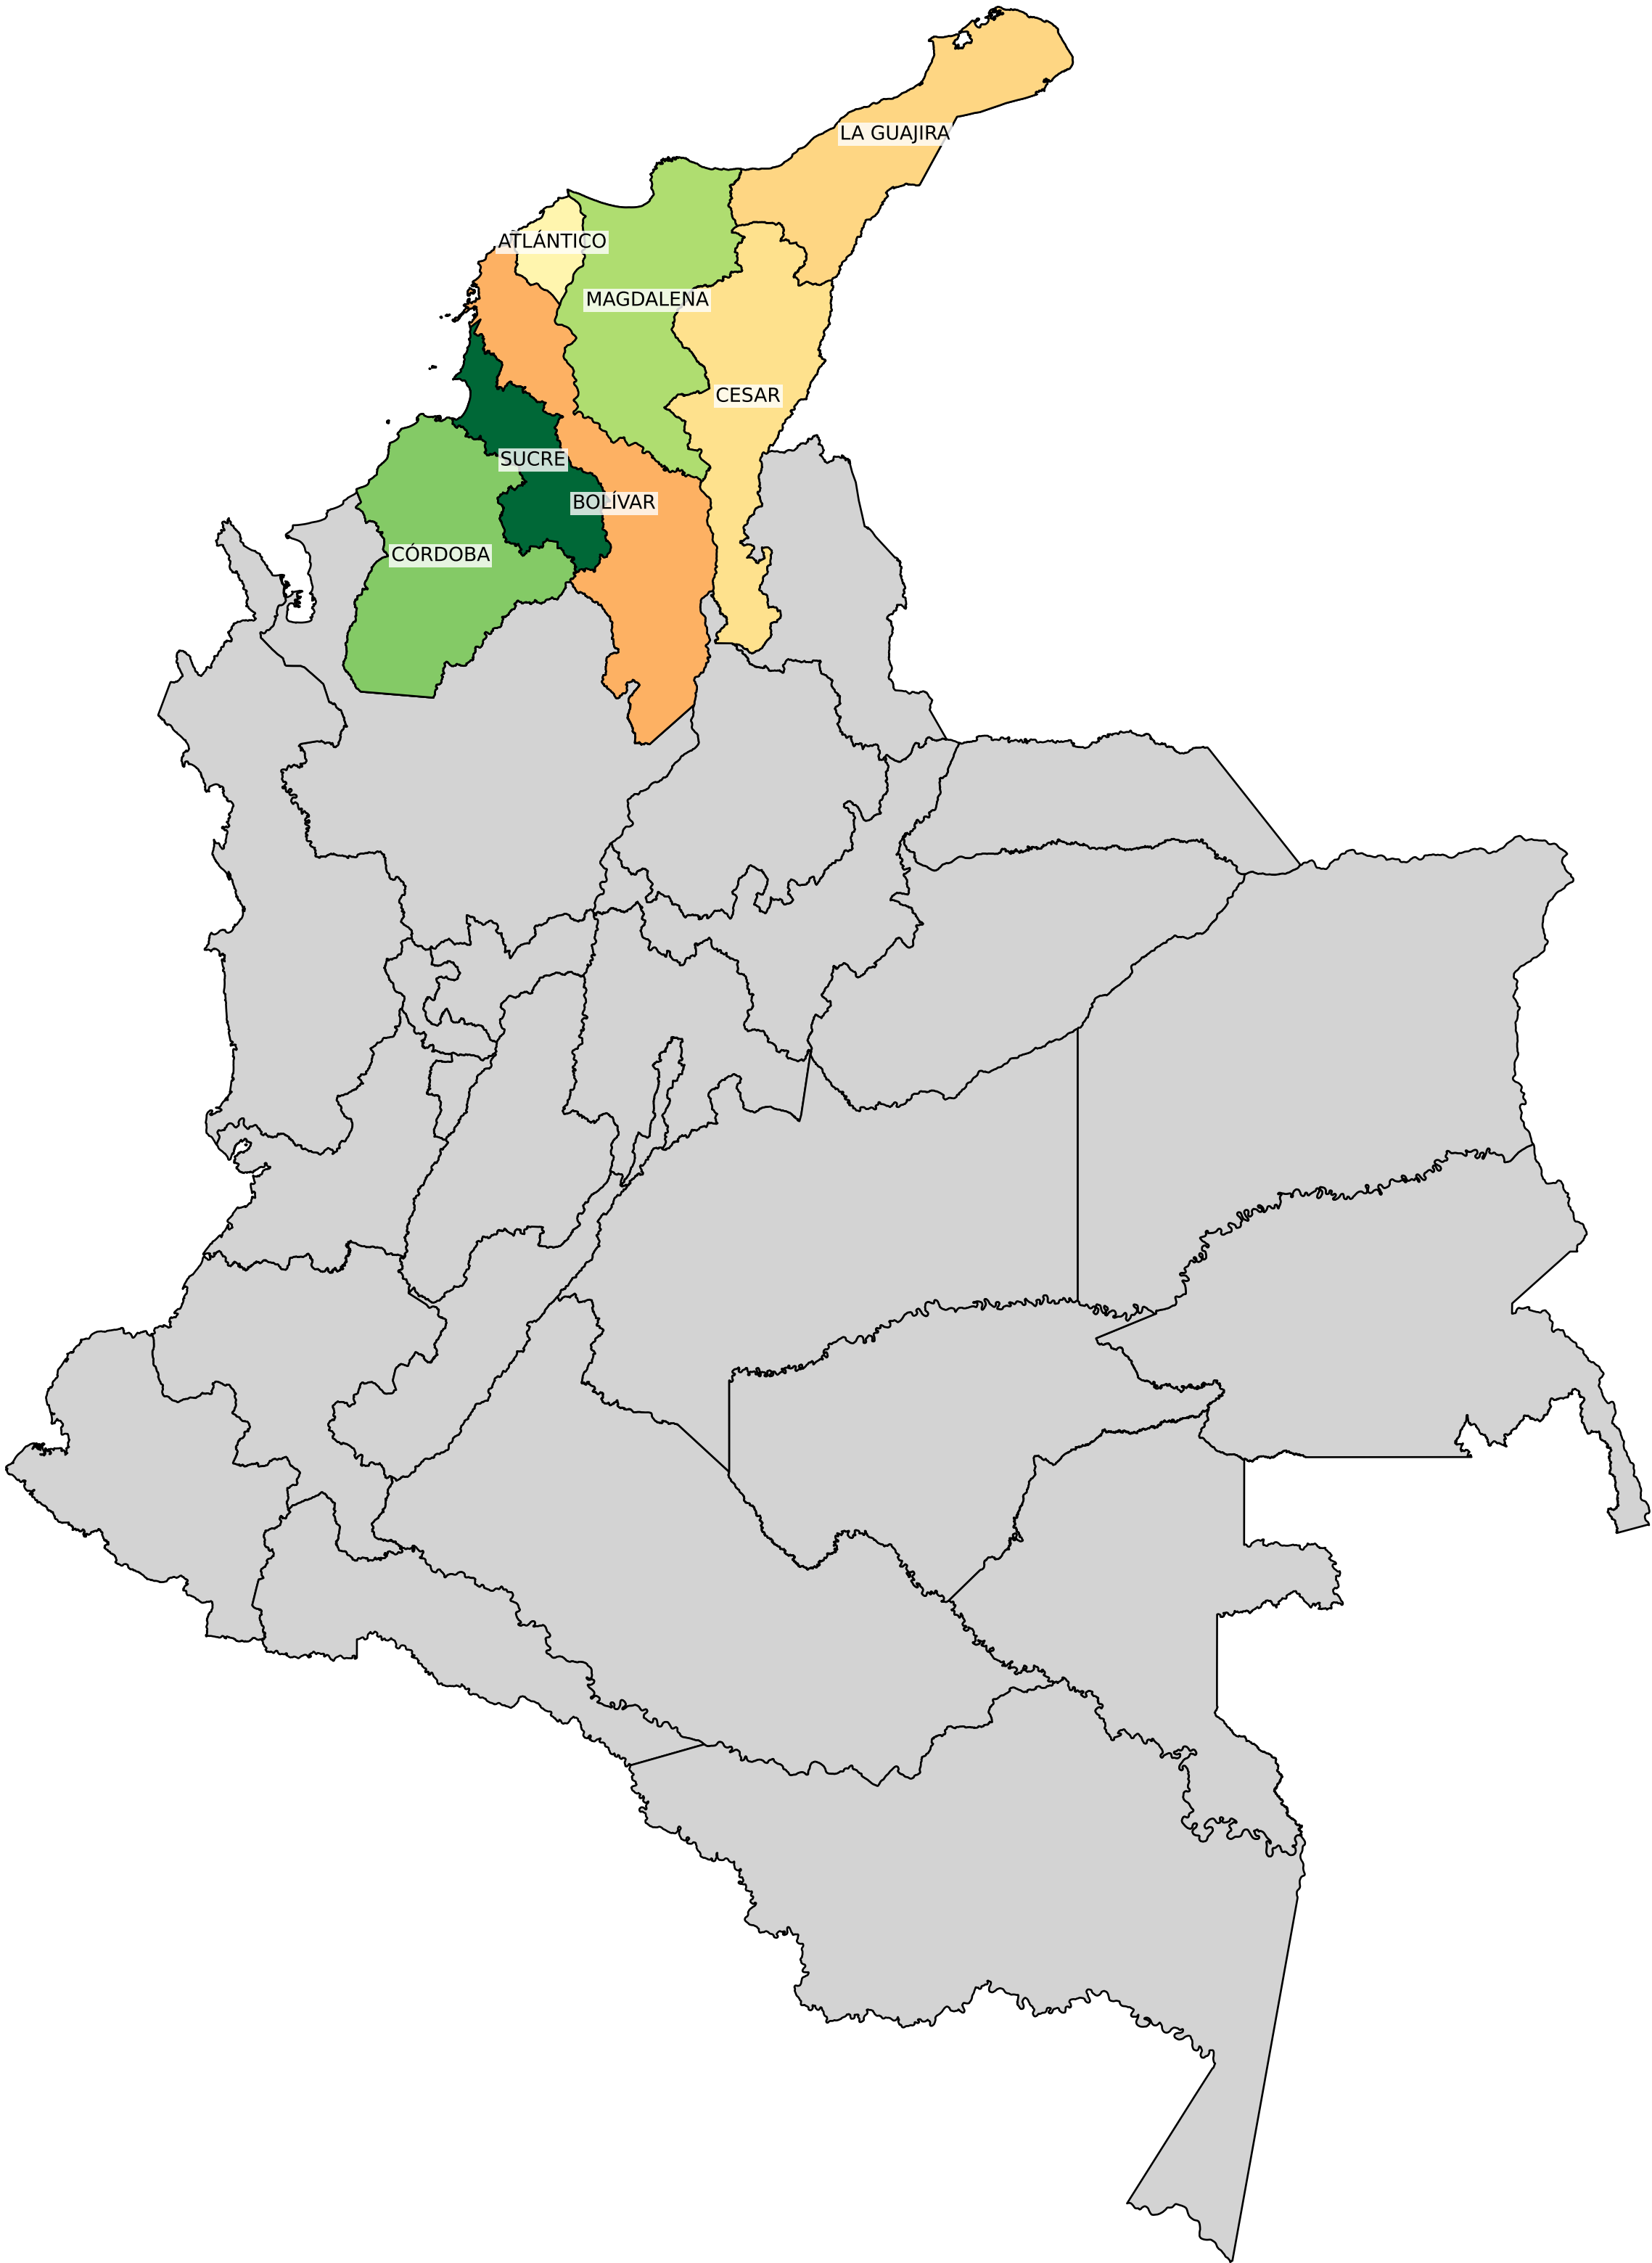 LA GUAJIRA
ATLÁNTICO
MAGDALENA
CESAR
SUCRE
BOLÍVAR
CÓRDOBA